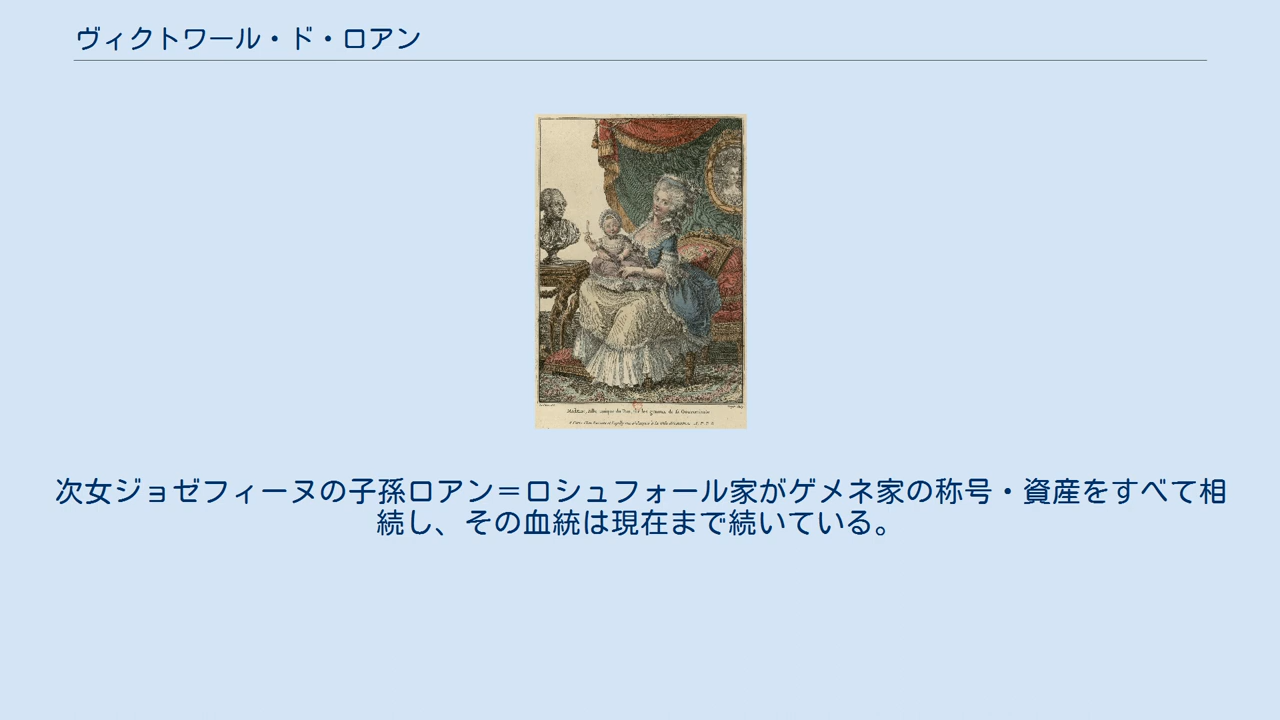 ヴィクトワール・ド・ロアン
次女ジョゼフィーヌの子孫ロアン＝ロシュフォール家がゲメネ家の称号・資産をすべて相
続し、その血統は現在まで続いている。